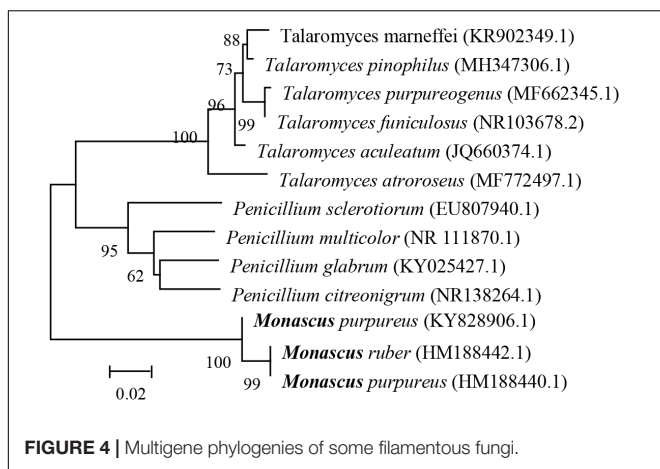 88
Talaromyces marneffei (KR902349.1)
73
Talaromyces pinophilus (MH347306.1)
Talaromyces purpureogenus (MF662345.1)
96
99
Talaromyces funiculosus (NR103678.2)
100
Talaromyces aculeatum (JQ660374.1)
Talaromyces atroroseus (MF772497.1)
Penicillium sclerotiorum (EU807940.1)
95
Penicillium multicolor (NR 111870.1)
62
Penicillium glabrum (KY025427.1)
Penicillium citreonigrum (NR138264.1)
Monascus purpureus (KY828906.1)
100
Monascus ruber (HM188442.1)
99
Monascus purpureus (HM188440.1)
0.02
FIGURE 4 | Multigene phylogenies of some filamentous fungi.